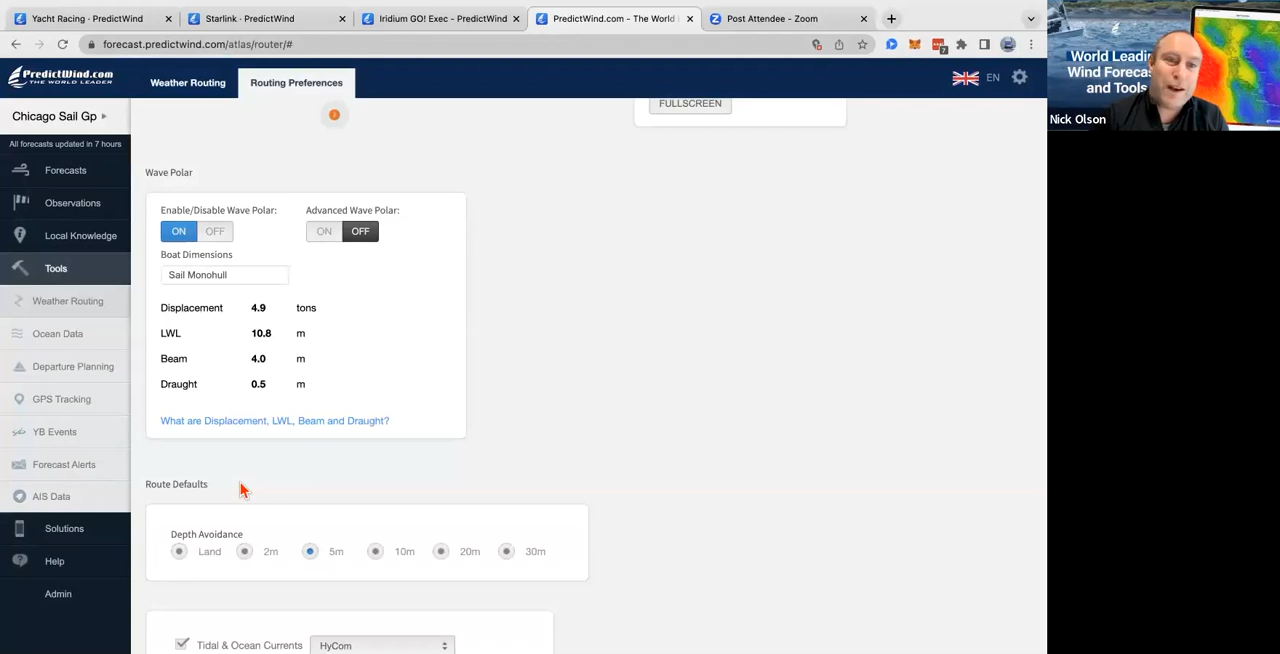 Yacht Racing - PredictWind
Starlink - PredictWind
Iridium GO! Exec - PredictWind
PredictWind.com - The World L
Post Attendee - Zoom
forecast.predictwind.com/atlas/router/#
7
PredictWind.com
THE WORLD LEADER
Weather Routing
Routing Preferences
EN
World Leadi
Wind Foreca
and Tools
Nick Olson
Chicago Sail Gp
All forecasts updated in 7 hours
Forecasts
Observations
Local Knowledge
Tools
Weather Routing
Ocean Data
Departure Planning
GPS Tracking
YB Events
Forecast Alerts
AIS Data
Solutions
Help
Admin
FULLSCREEN
Wave Polar
Enable/Disable Wave Polar: Advanced Wave Polar:
ON OFF ON OFF
Boat Dimensions
Sail Monohull
Displacement 4.9 tons
LWL 10.8 m
Beam 4.0 m
Draught 0.5 m
What are Displacement, LWL, Beam and Draught?
Route Defaults
Depth Avoidance
Land 2m 5m 10m 20m 30m
Tidal & Ocean Currents HyCom